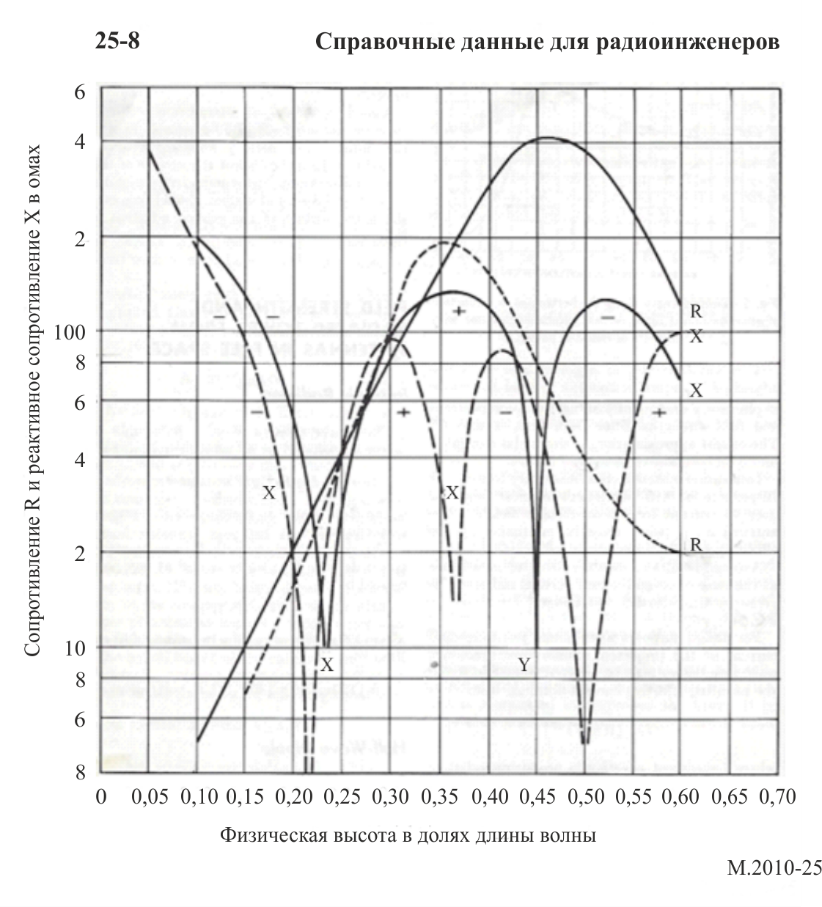 25-8 Справочные данные для радиоинженеров
6
4
2
100
8
6
4
2
10
8
6
8
Сопротивление R и реактивное сопротивление X в омах
R
X
X
R
X
X
X
Y
+
−
−
−
−
+
−
+
0 0,05 0,10 0,15 0,20 0,25 0,30 0,35 0,40 0,45 0,50 0,55 0,60 0,70
Физическая высота в долях длины волны
М.2010-25